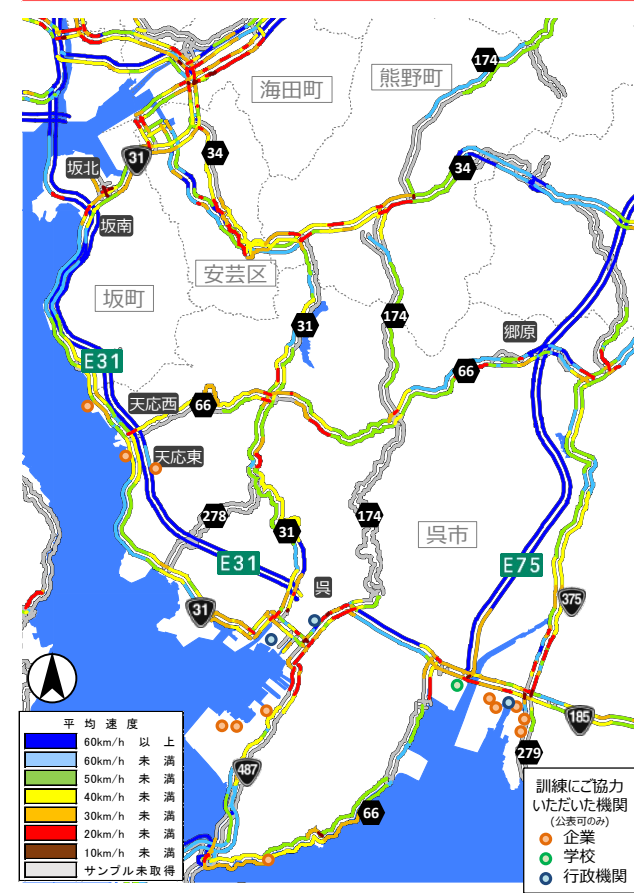 174
海田町
熊野町
31
34
坂北
34
坂南
安芸区
坂町
31
174
郷原
E31
66
天応西
66
天応東
278
174
31
呉市
E31
E75
呉
375
31
185
279
487
66
平均速度
60km/h 以上
60km/h 未満
50km/h 未満
40km/h 未満
30km/h 未満
20km/h 未満
10km/h 未満
サンプル未取得
訓練にご協力
いただいた機関
(公表可のみ)
企業
学校
行政機関